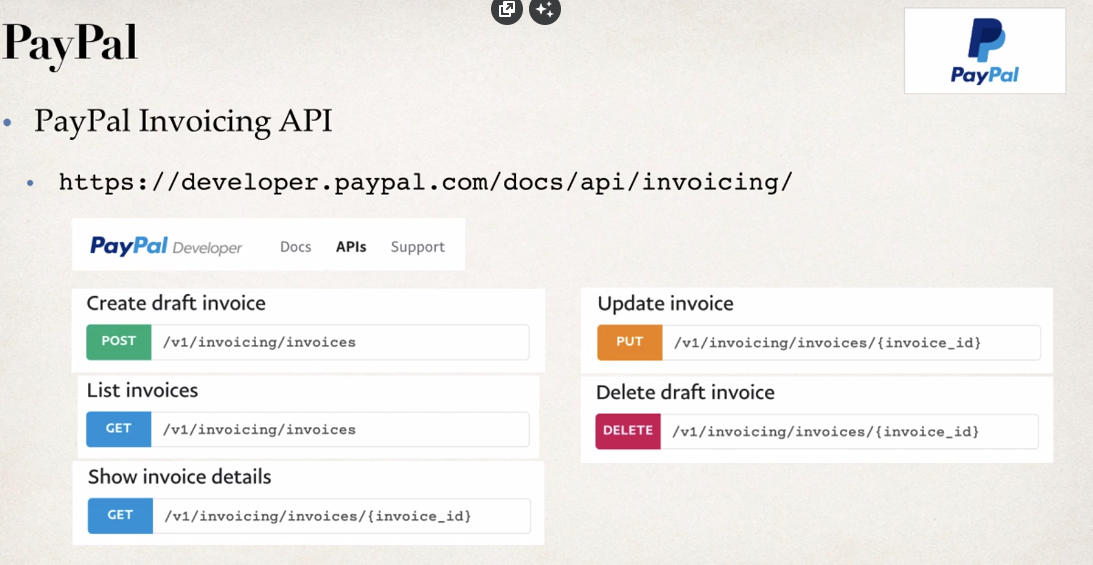 PayPal
PayPal
• PayPal Invoicing API
• https://developer.paypal.com/docs/api/invoicing/
PayPal Developer Docs APIs Support
Create draft invoice
POST /v1/invoicing/invoices
List invoices
GET /v1/invoicing/invoices
Show invoice details
GET /v1/invoicing/invoices/{invoice_id}
Update invoice
PUT /v1/invoicing/invoices/{invoice_id}
Delete draft invoice
DELETE /v1/invoicing/invoices/{invoice_id}